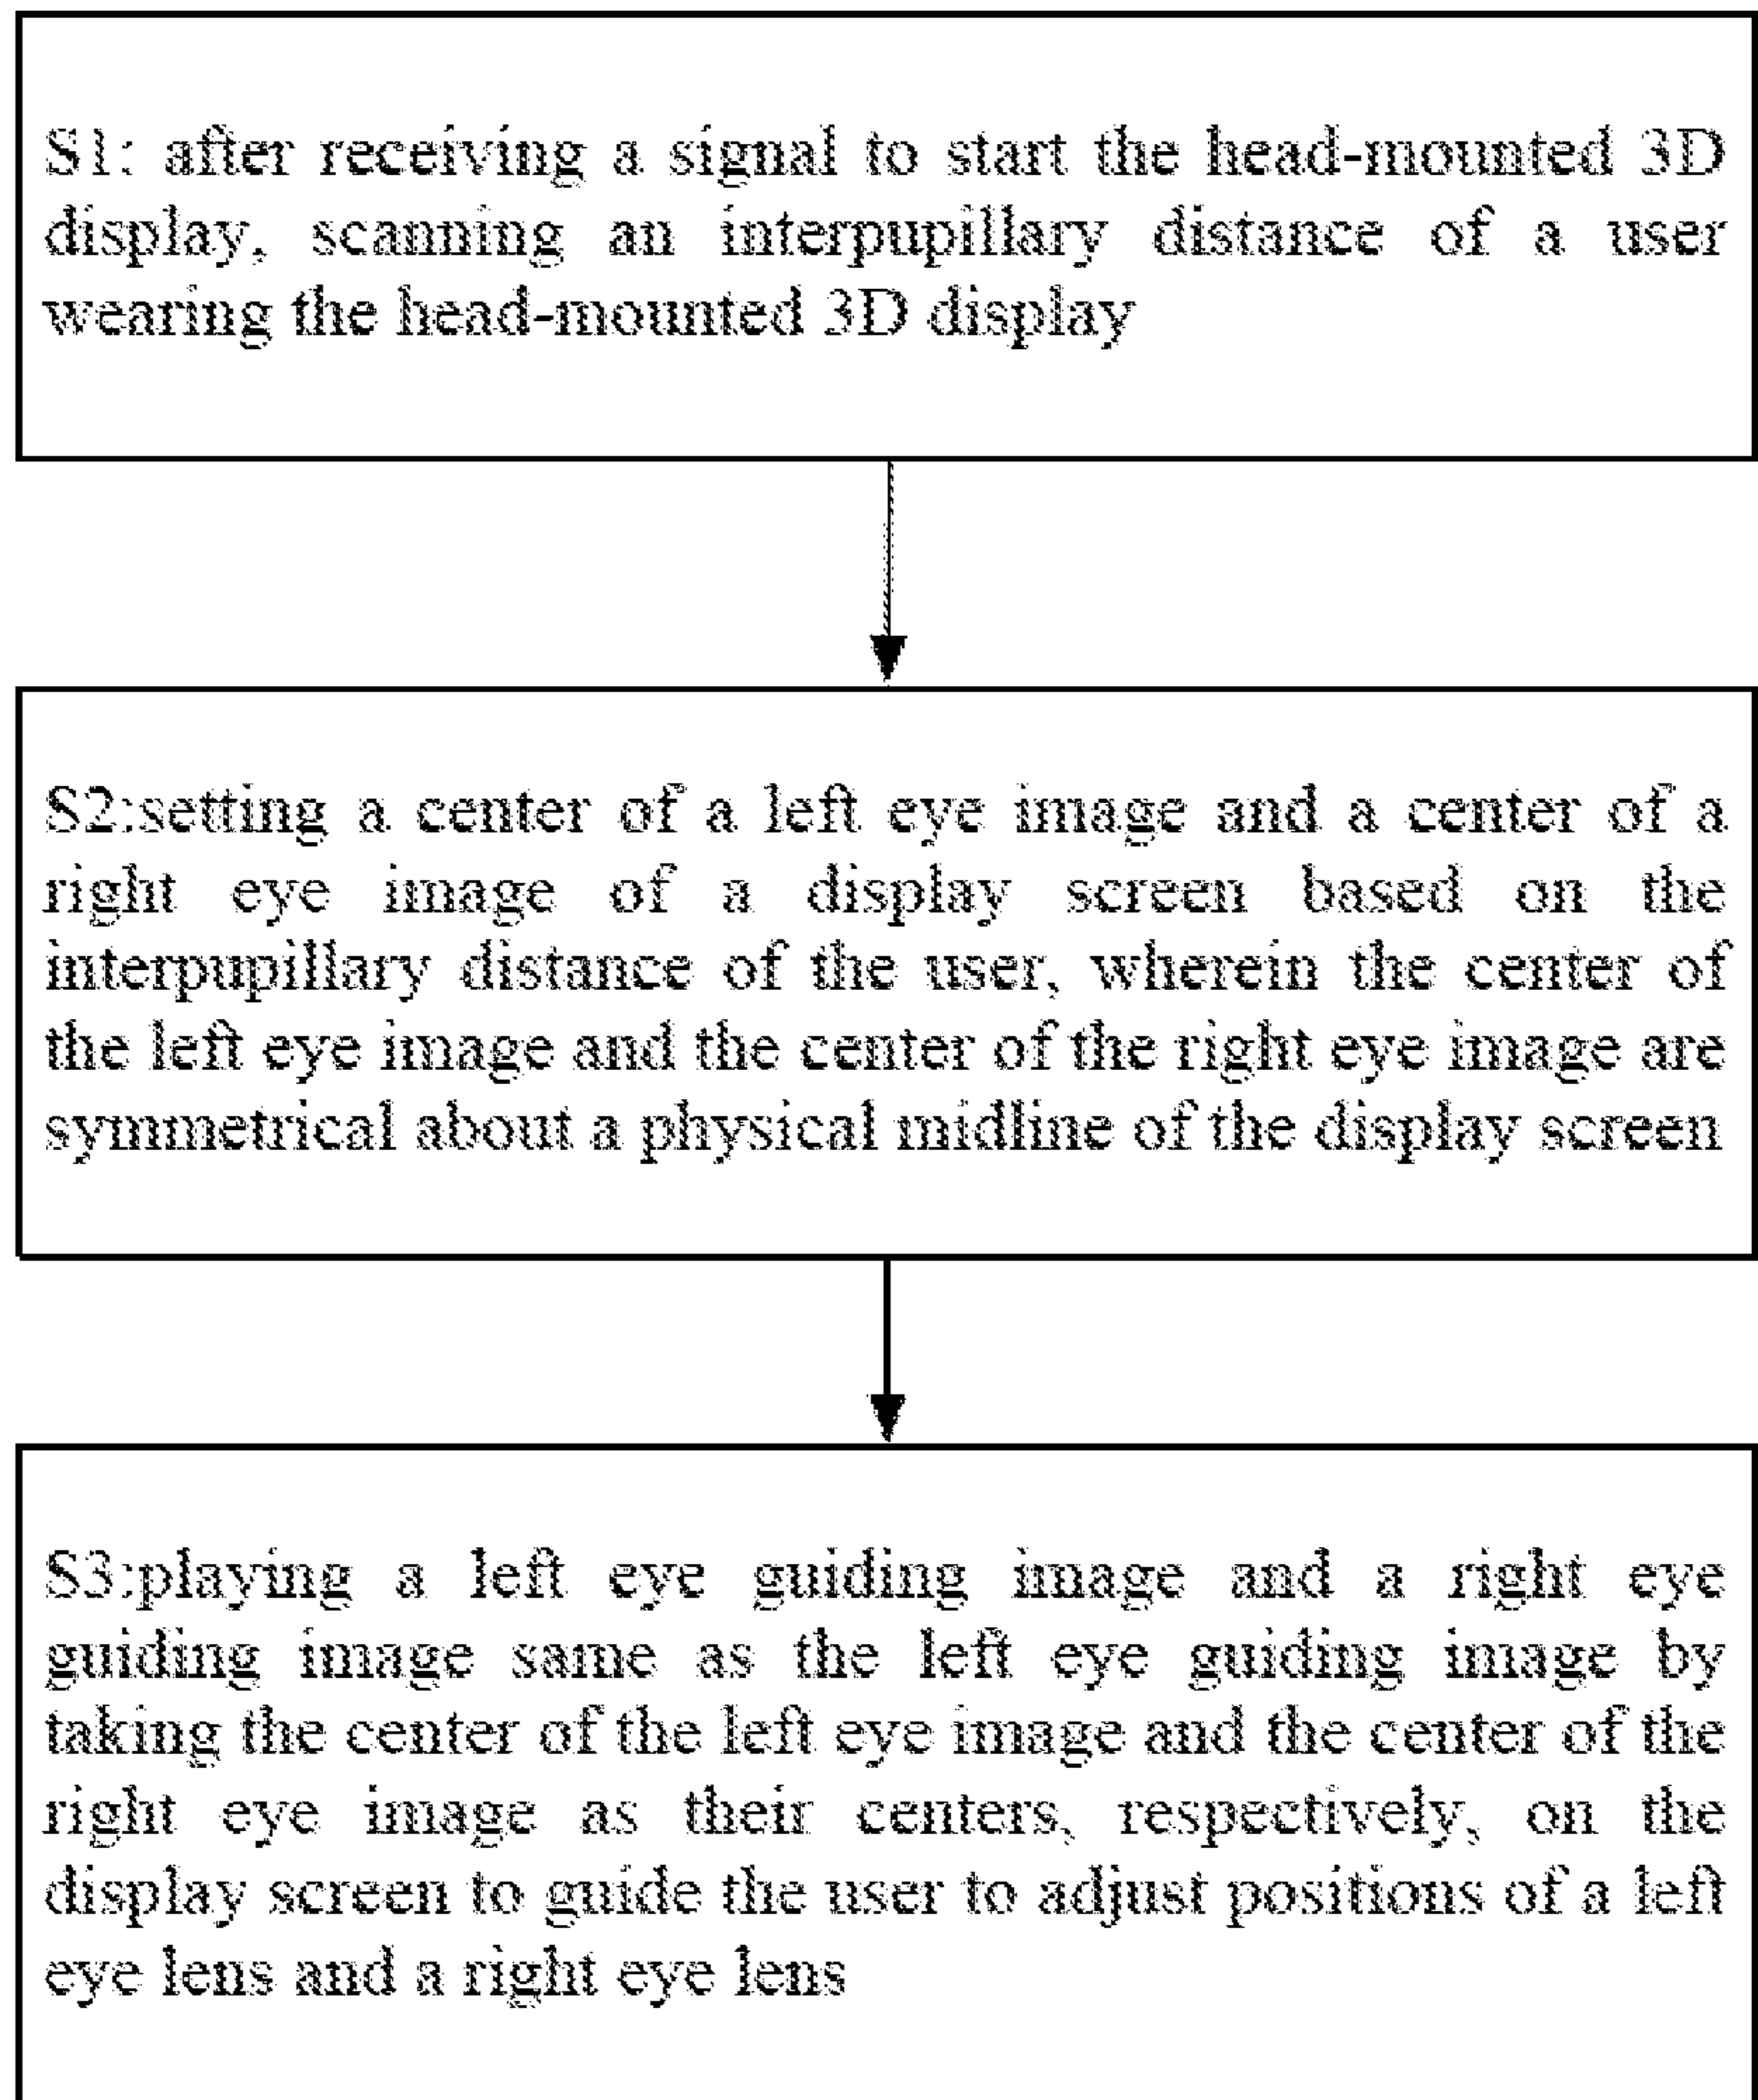 S1: after receiving a signal to start the head-mounted 3D
display, scanning an interpupillary distance of a user
wearing the head-mounted 3D display
S2:setting a center of a left eye image and a center of a
right eye image of a display screen based on the
interpupillary distance of the user, wherein the center of
the left eye image and the center of the right eye image are
symmetrical about a physical midline of the display screen
S3:playing a left eye guiding image and a right eye
guiding image same as the left eye guiding image by
taking the center of the left eye image and the center of the
right eye image as their centers, respectively, on the
display screen to guide the user to adjust positions of a left
eye lens and a right eye lens